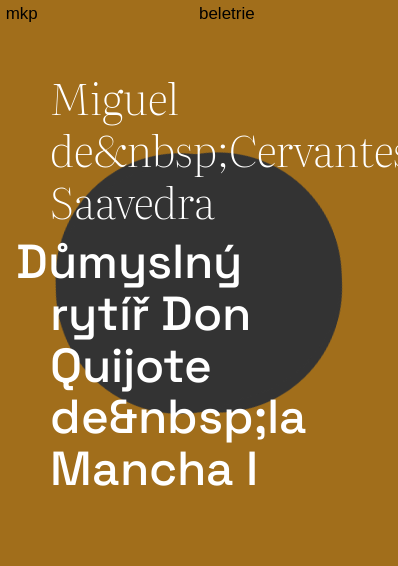 mkp beletrie
Miguel
de&nbsp;Cervantes
Saavedra
Důmyslný
rytíř Don
Quijote
de&nbsp;la
Mancha I